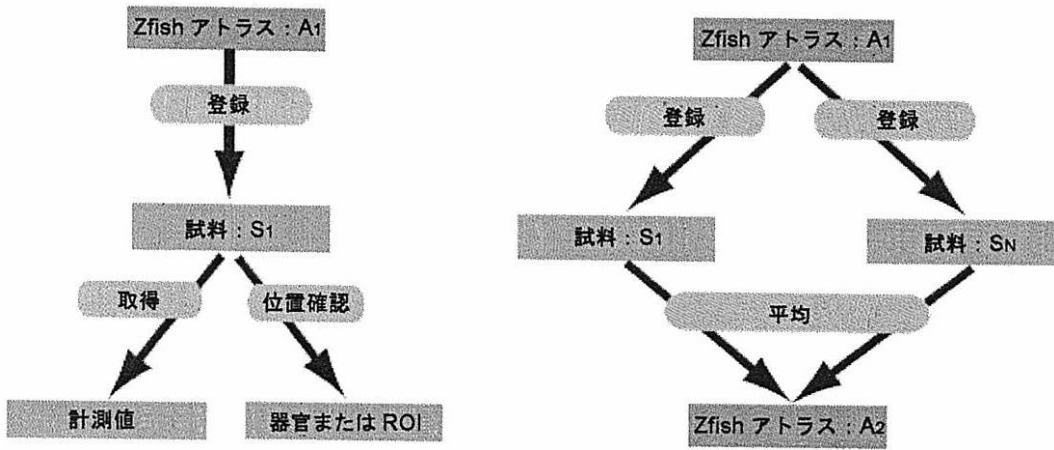 Zfish アトラス：A1
登録
試料：S1
取得
位置確認
計測値
器官または ROI
Zfish アトラス：A1
登録
登録
試料：S1
試料：SN
平均
Zfish アトラス：A2